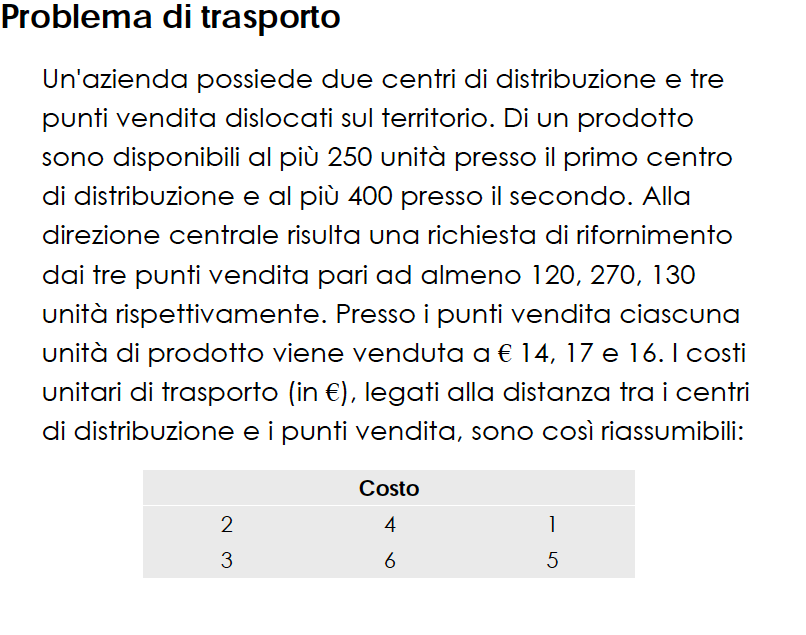 Problema di trasporto
Un'azienda possiede due centri di distribuzione e tre
punti vendita dislocati sul territorio. Di un prodotto
sono disponibili al più 250 unità presso il primo centro
di distribuzione e al più 400 presso il secondo. Alla
direzione centrale risulta una richiesta di rifornimento
dai tre punti vendita pari ad almeno 120, 270, 130
unità rispettivamente. Presso i punti vendita ciascuna
unità di prodotto viene venduta a € 14, 17 e 16. I costi
unitari di trasporto (in €), legati alla distanza tra i centri
di distribuzione e i punti vendita, sono così riassumibili:
Costo
2 4 1
3 6 5